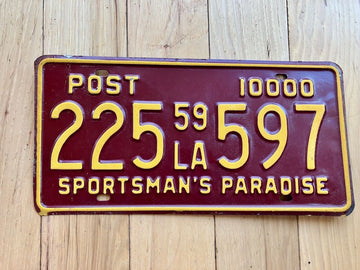 POST 10000
225 59 LA 597
SPORTSMAN'S PARADISE